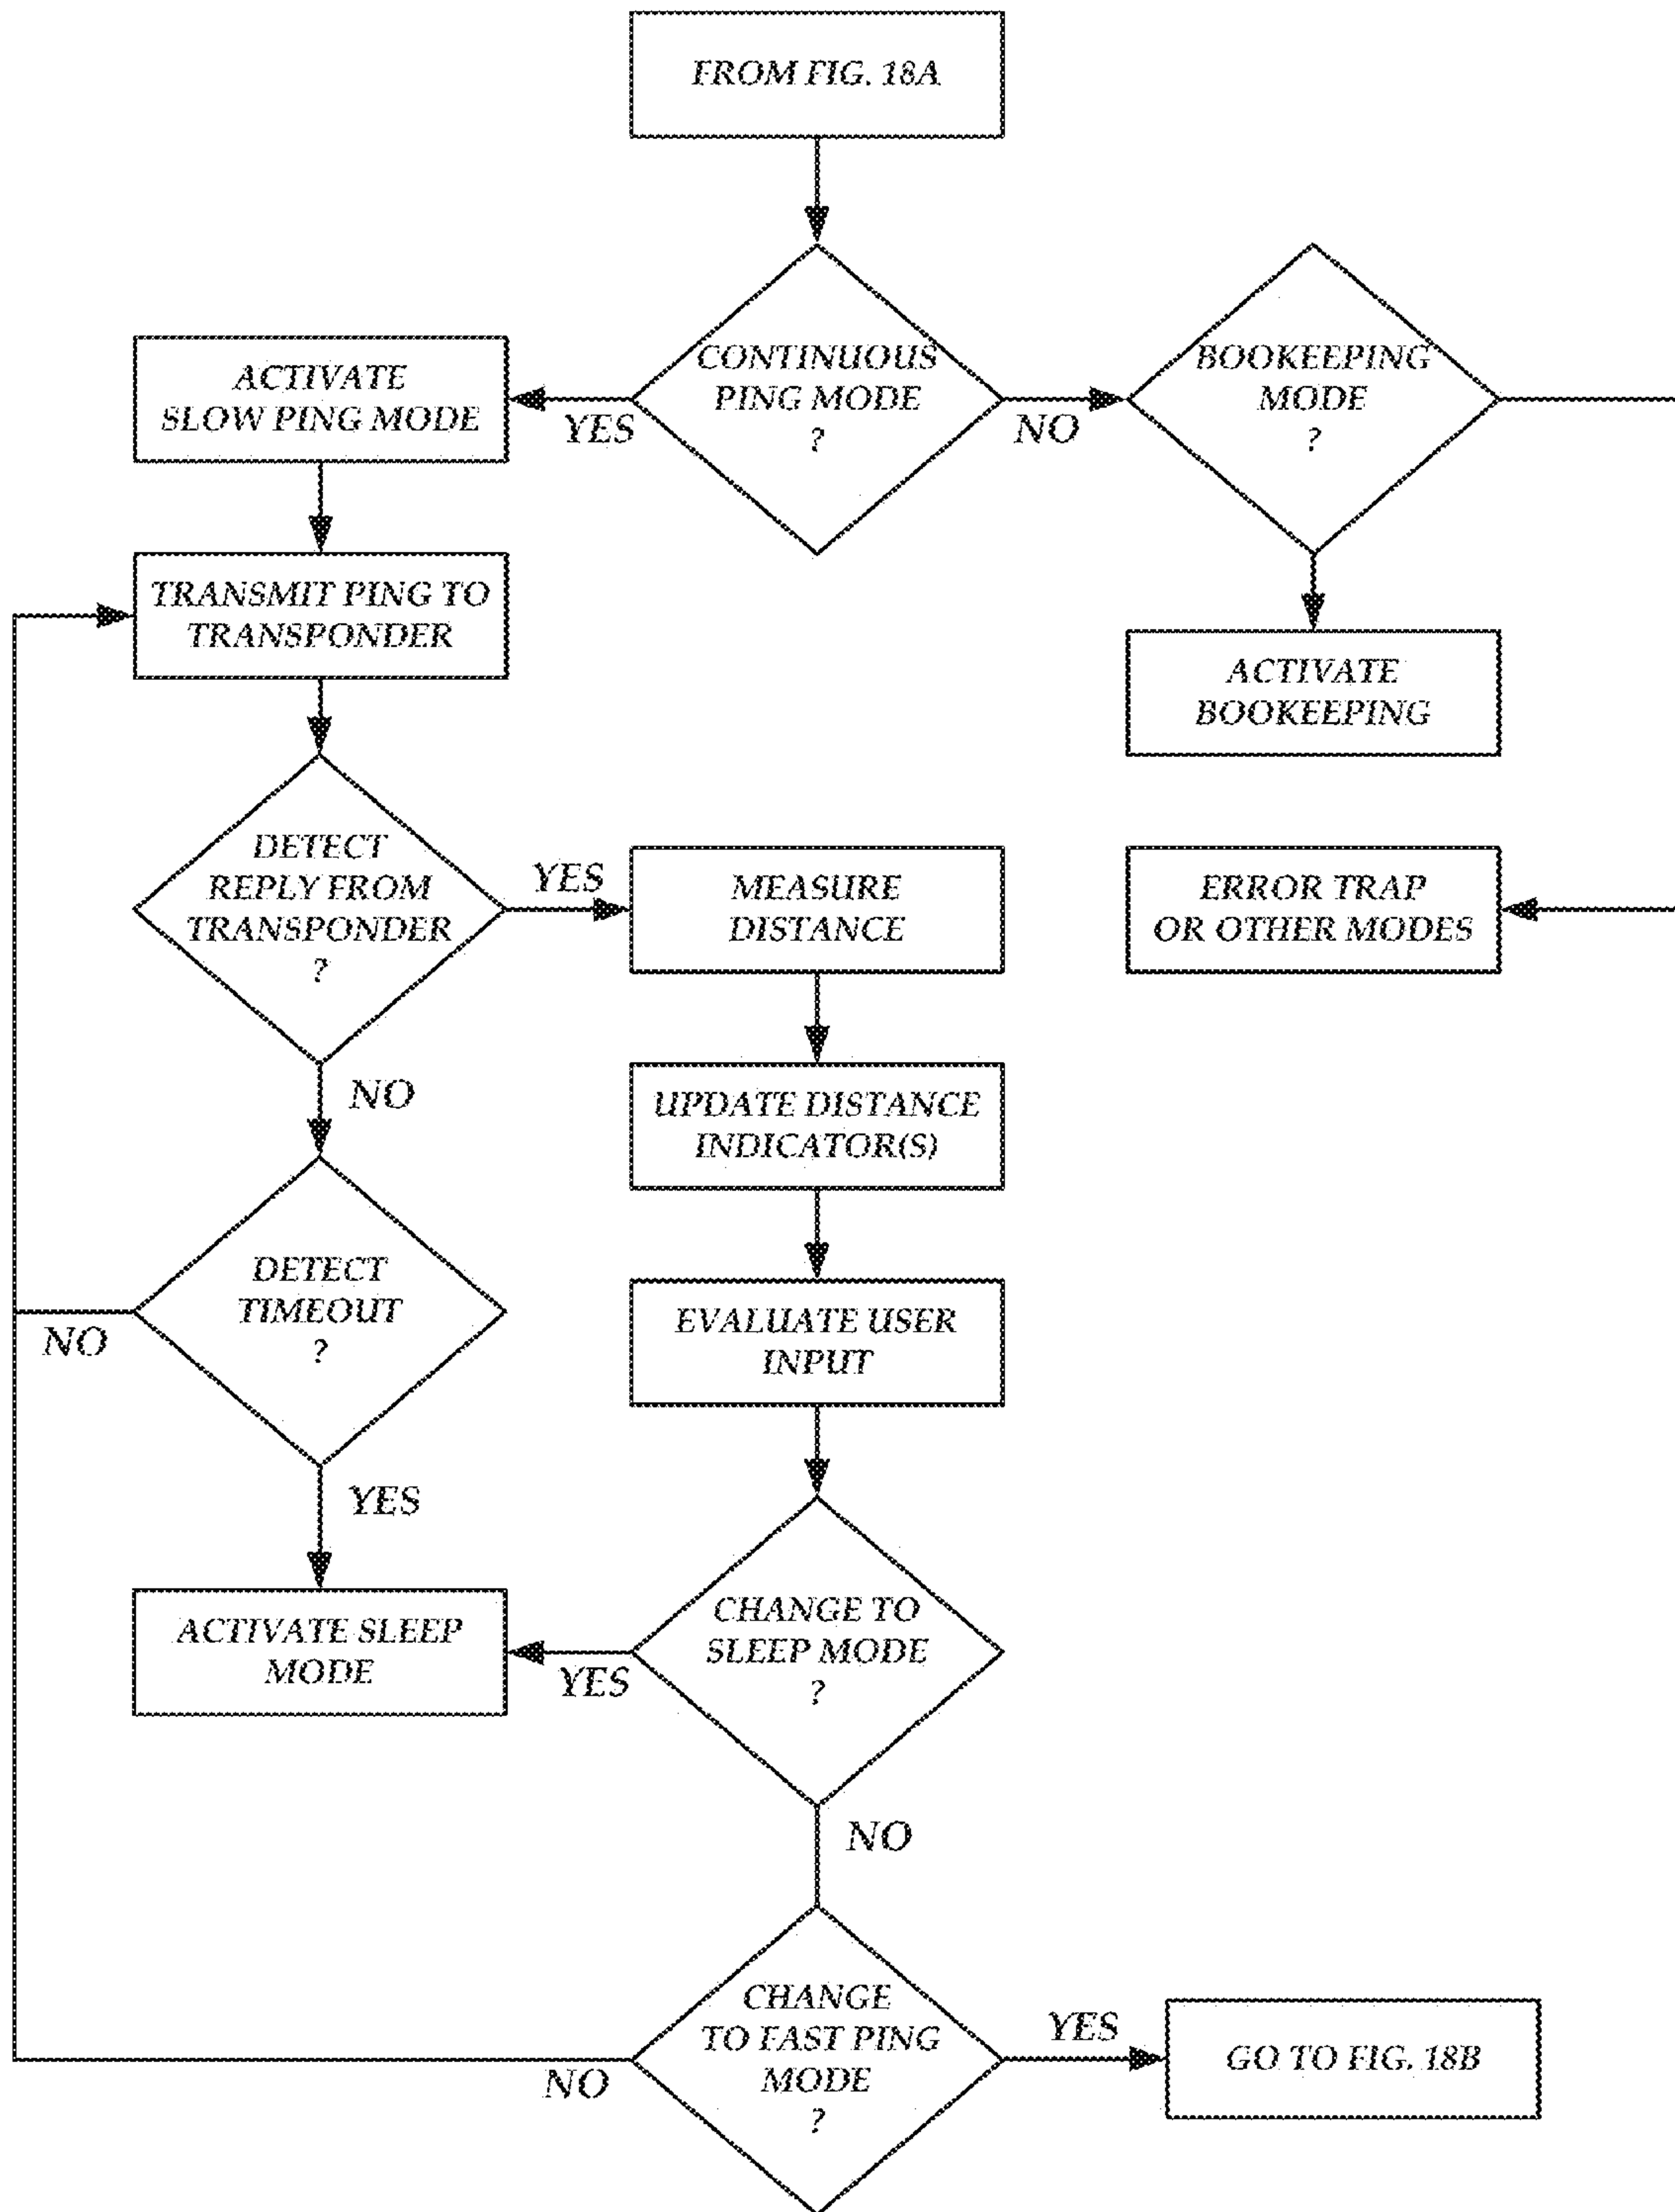 FROM FIG. 18A
CONTINUOUS
PING MODE
?
YES
NO
BOOKEEPING
MODE
?
ACTIVATE
SLOW PING MODE
TRANSMIT PING TO
TRANSPONDER
ACTIVATE
BOOKEEPING
DETECT
REPLY FROM
TRANSPONDER
?
YES
NO
MEASURE
DISTANCE
ERROR TRAP
OR OTHER MODES
UPDATE DISTANCE
INDICATOR(S)
DETECT
TIMEOUT
?
NO
YES
EVALUATE USER
INPUT
ACTIVATE SLEEP
MODE
CHANGE TO
SLEEP MODE
?
YES
NO
CHANGE
TO FAST PING
MODE
?
NO
YES
GO TO FIG. 18B